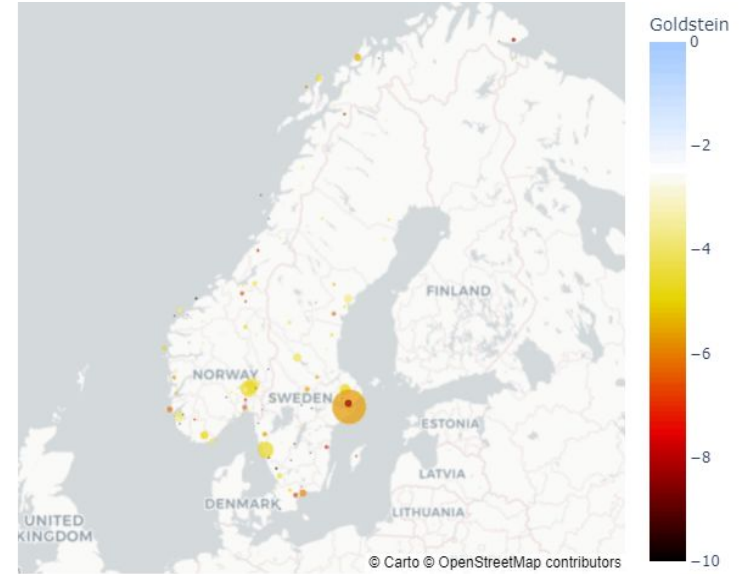 Goldstein
0
−2
−4
−6
−8
−10
FINLAND
NORWAY
SWEDEN
ESTONIA
LATVIA
DENMARK
LITHUANIA
UNITED
KINGDOM
© Carto © OpenStreetMap contributors